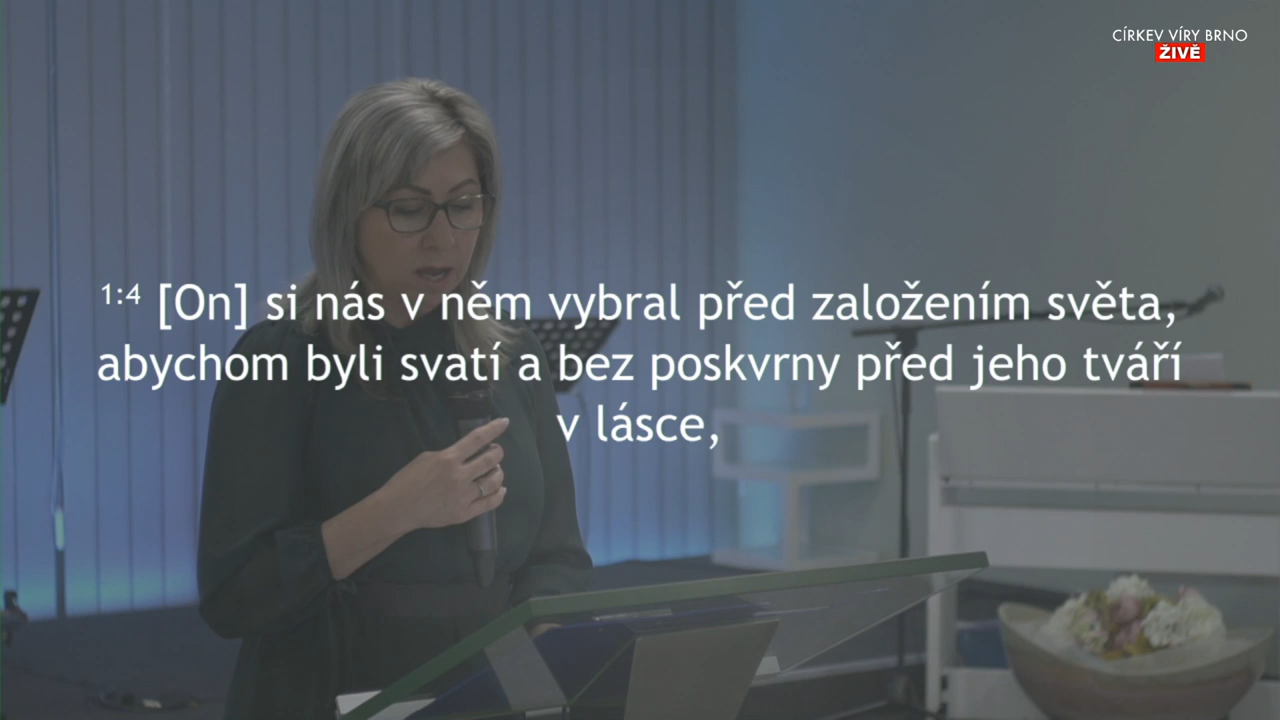 CÍRKEV VÍRY BRNO
ŽIVĚ
1:4 [On] si nás v něm vybral před založením světa,
abychom byli svatí a bez poskvrny před jeho tváří
v lásce,